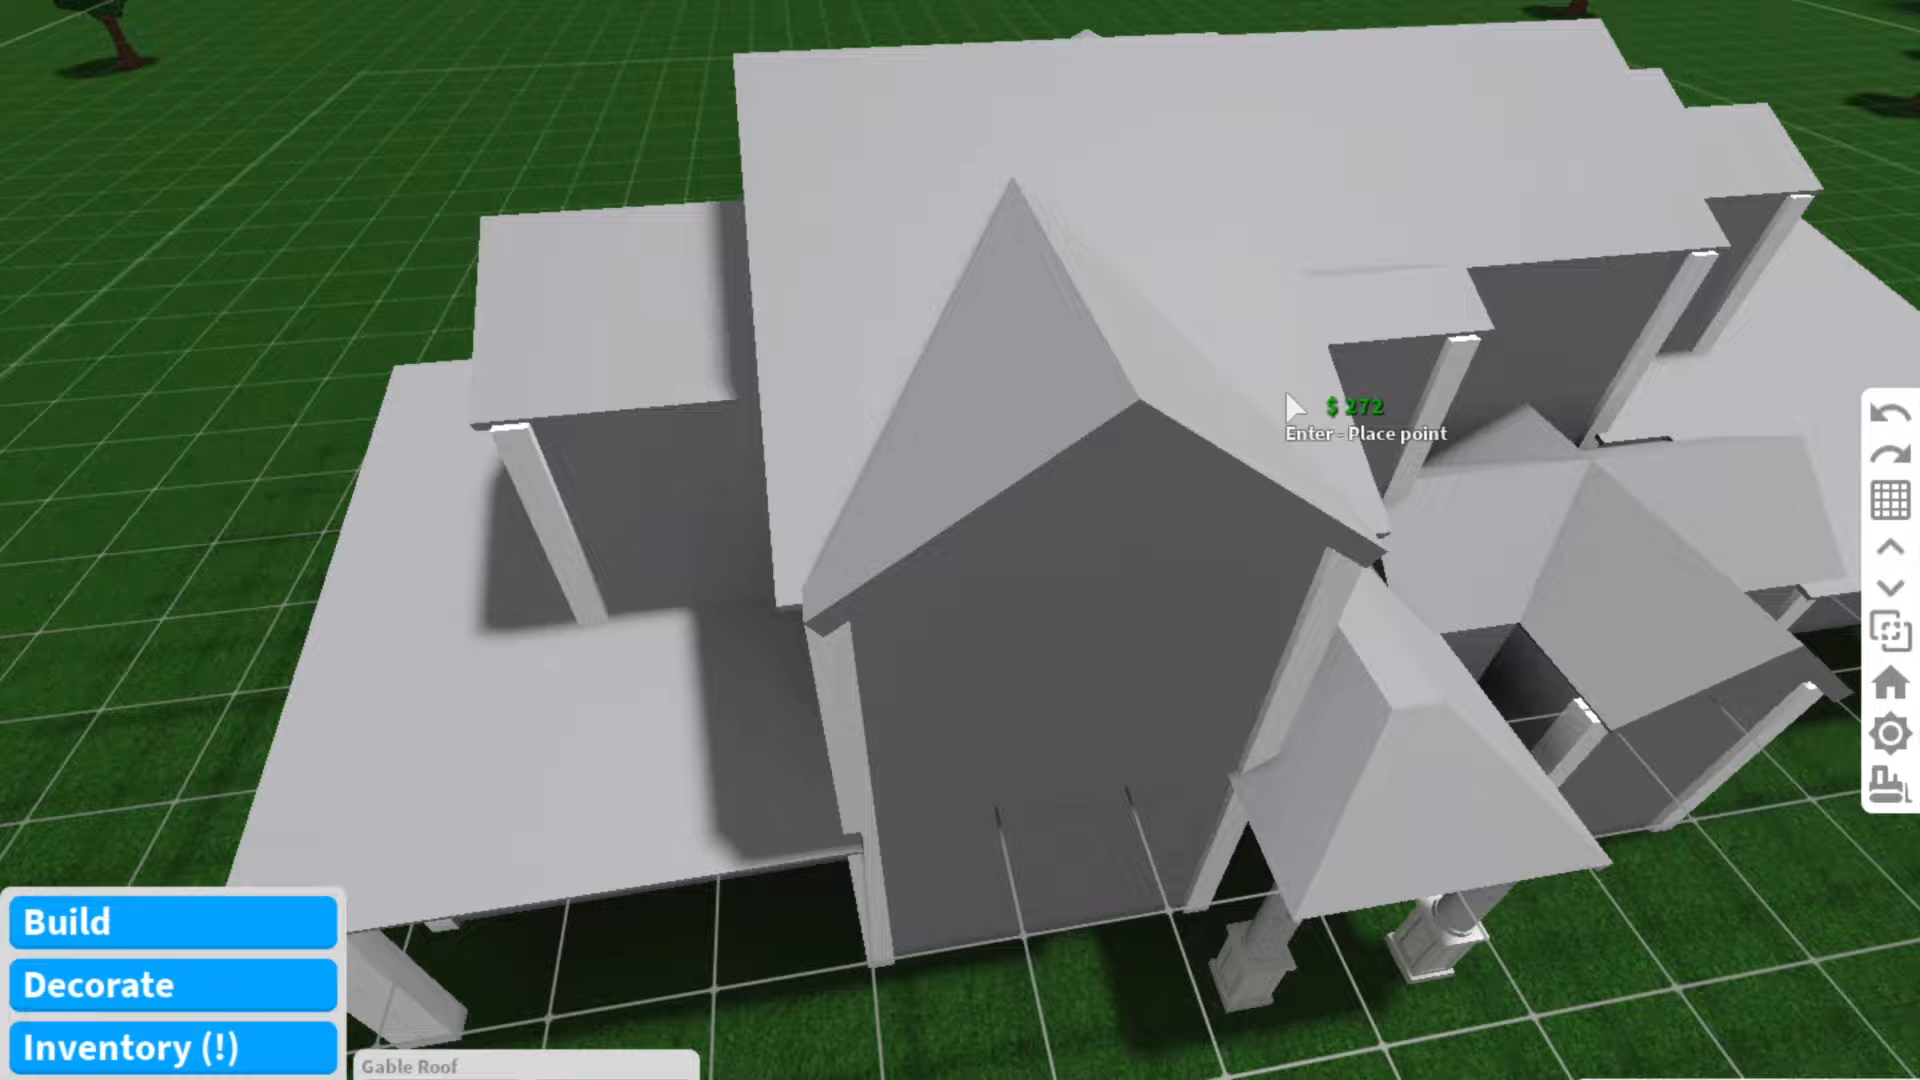 $ 272
Enter - Place point
Build
Decorate
Inventory (!)
Gable Roof